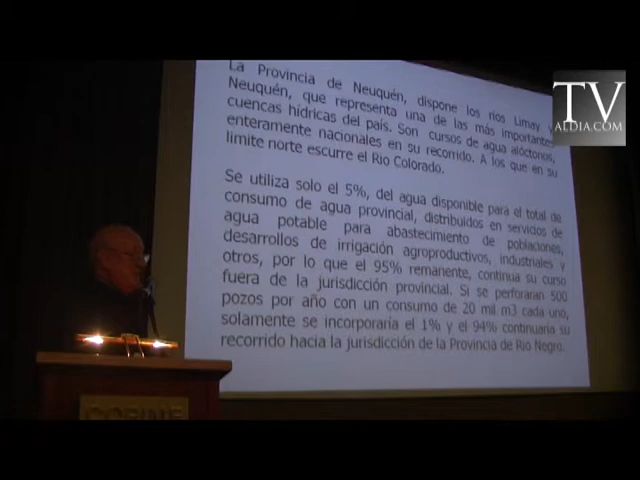 La Provincia de Neuquén, dispone los ríos Limay y
Neuquén, que representa una de las más importantes
cuencas hídricas del país. Son cursos de agua alóctonos,
enteramente nacionales en su recorrido. A los que en su
limite norte escurre el Rio Colorado.
Se utiliza solo el 5%, del agua disponible para el total de
consumo de agua provincial, distribuidos en servidos de
agua potable para abastecimiento de poblaciones,
desarrollos de irrigación agroproductivos, industriales y
otros, por lo que el 95% remanente, continua su curso
fuera de la jurisdicción provincial. Si se perforaran 500
pozos por año con un consumo de 20 mil m3 cada uno,
solamente se incorporaría el 1% y el 94% continuaría su
recorrido hacia la jurisdicción de la Provincia de Rio Negro.
TV
ALDIA.COM